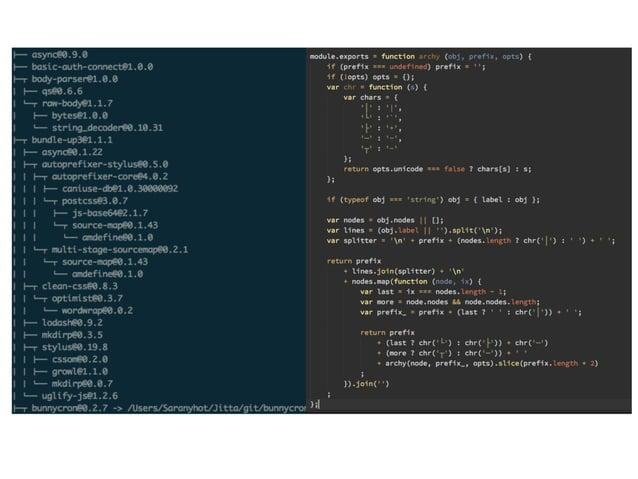 ├── async@0.9.0
├── basic-auth-connect@1.0.0
├─┬ body-parser@1.0.0
│ ├── qs@0.6.6
│ └─┬ raw-body@1.1.7
│   ├── bytes@1.0.0
│   └── string_decoder@0.10.31
├─┬ bundle-up3@1.1.1
│ ├── async@0.1.22
│ ├─┬ autoprefixer-stylus@0.5.0
│ │ ├─┬ autoprefixer-core@4.0.2
│ │ │ ├── caniuse-db@1.0.30000092
│ │ │ └─┬ postcss@3.0.7
│ │ │   ├── js-base64@2.1.7
│ │ │   └─┬ source-map@0.1.43
│ │ │     └── amdefine@0.1.0
│ │ └─┬ multi-stage-sourcemap@0.2.1
│ │   └─┬ source-map@0.1.43
│ │     └── amdefine@0.1.0
│ ├─┬ clean-css@0.8.3
│ │ └─┬ optimist@0.3.7
│ │   └── wordwrap@0.0.2
│ ├── lodash@0.9.2
│ ├── mkdirp@0.3.5
│ ├─┬ stylus@0.19.8
│ │ ├── cssom@0.2.0
│ │ ├── growl@1.1.0
│ │ └── mkdirp@0.0.7
│ └── uglify-js@1.2.6
├─┬ bunnycron@0.2.7 -> /Users/Saranyhot/Jitta/git/bunnycron
module.exports = function archy (obj, prefix, opts) {
    if (prefix === undefined) prefix = '';
    if (!opts) opts = {};
    var chr = function (s) {
        var chars = {
            '│' : '|',
            '└' : '`',
            '├' : '+',
            '─' : '-',
            '┬' : '-'
        };
        return opts.unicode === false ? chars[s] : s;
    };
    if (typeof obj === 'string') obj = { label : obj };
    var nodes = obj.nodes || [];
    var lines = (obj.label || '').split('\n');
    var splitter = '\n' + prefix + (nodes.length ? chr('│') : ' ') + ' ';
    return prefix
        + lines.join(splitter) + '\n'
        + nodes.map(function (node, ix) {
            var last = ix === nodes.length - 1;
            var more = node.nodes && node.nodes.length;
            var prefix_ = prefix + (last ? ' ' : chr('│')) + ' ';
            return prefix
                + (last ? chr('└') : chr('├')) + chr('─')
                + (more ? chr('┬') : chr('─')) + ' '
                + archy(node, prefix_, opts).slice(prefix.length + 2)
            ;
        }).join('')
    ;
};